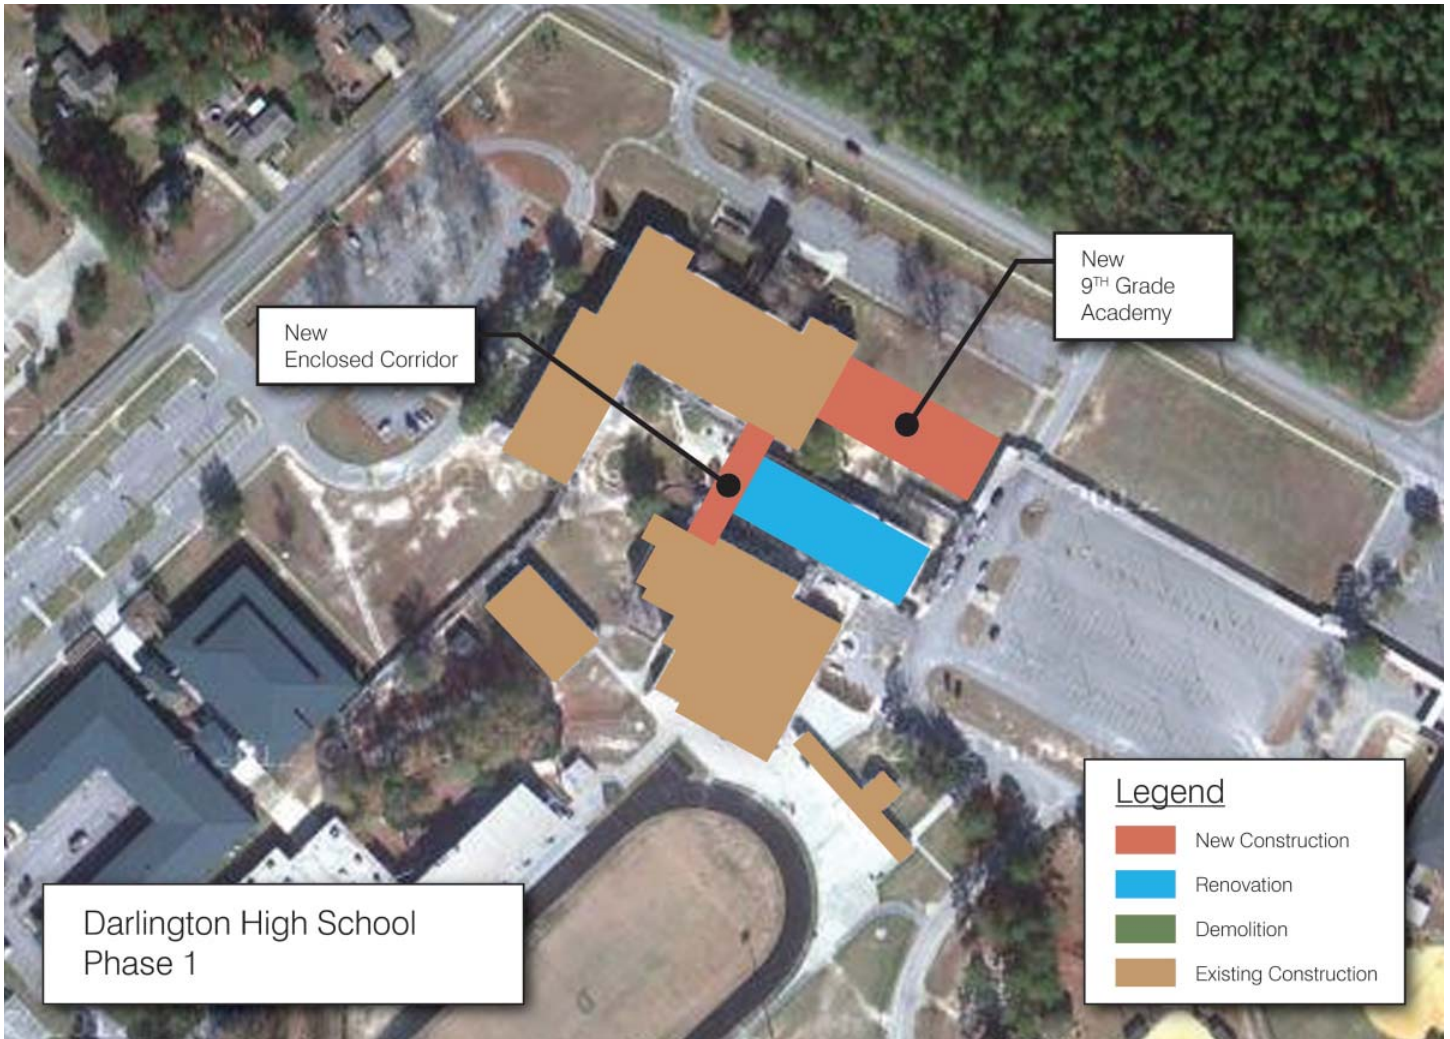 New
9TH Grade
Academy
New
Enclosed Corridor
Legend
New Construction
Renovation
Demolition
Existing Construction
Darlington High School
Phase 1